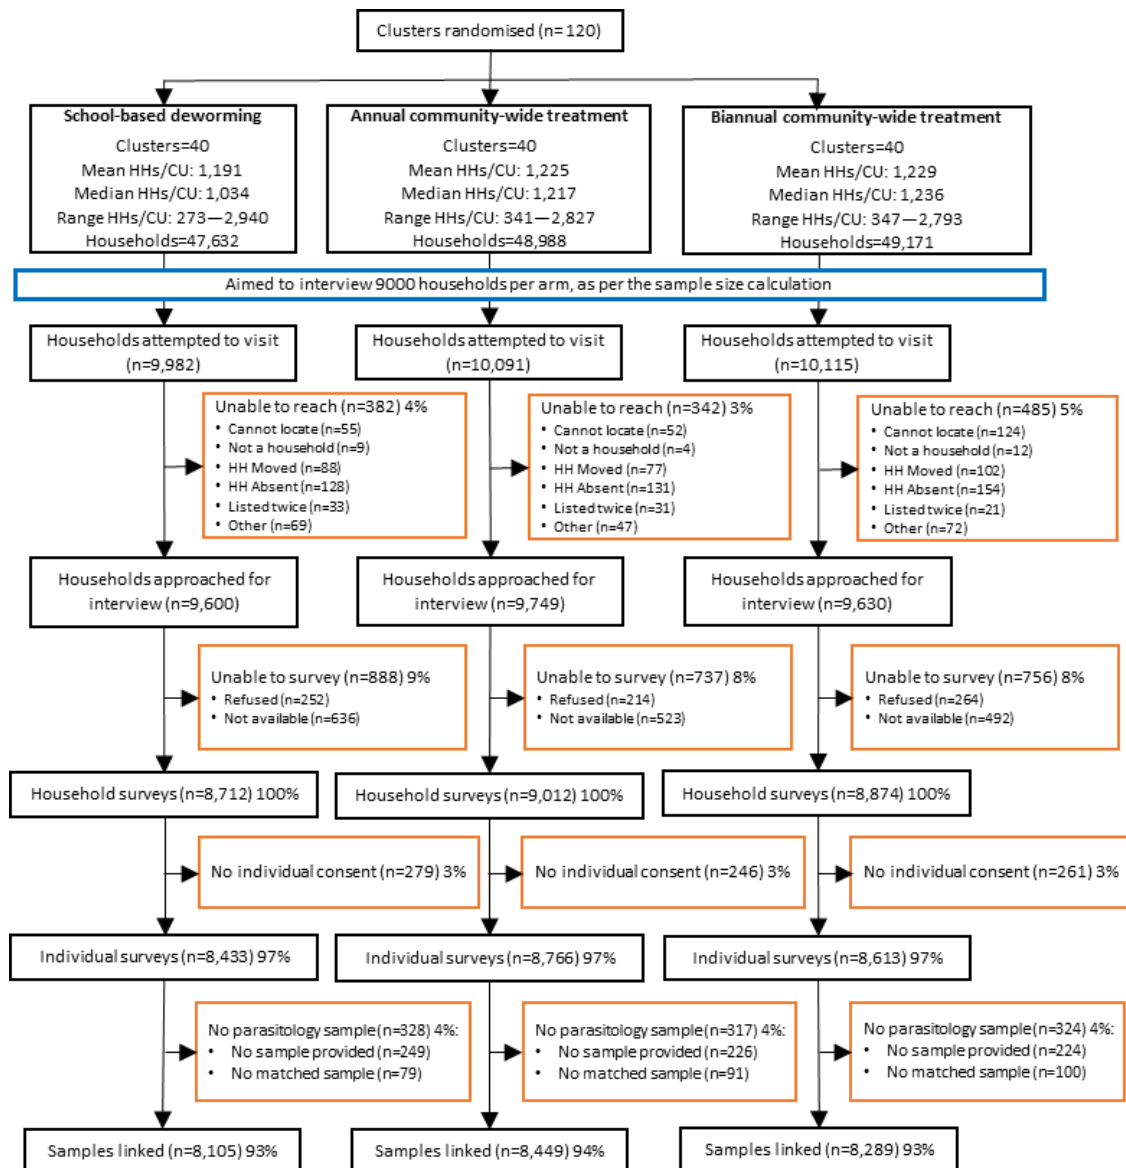 Clusters randomised (n=120)
School-based deworming
Clusters=40
Mean HHs/CU: 1,191
Median HHs/CU: 1,034
Range HHs/CU: 273—2,940
Households=47,632
Annual community-wide treatment
Clusters=40
Mean HHs/CU: 1,225
Median HHs/CU: 1,217
Range HHs/CU: 341—2,827
Households=48,988
Biannual community-wide treatment
Clusters=40
Mean HHs/CU: 1,229
Median HHs/CU: 1,236
Range HHs/CU: 347—2,793
Households=49,171
Aimed to interview 9000 households per arm, as per the sample size calculation
Households attempted to visit
(n=9,982)
Households attempted to visit
(n=10,091)
Households attempted to visit
(n=10,115)
Unable to reach (n=382) 4%
• Cannot locate (n=55)
• Not a household (n=9)
• HH Moved (n=88)
• HH Absent (n=128)
• Listed twice (n=33)
• Other (n=69)
Unable to reach (n=342) 3%
• Cannot locate (n=52)
• Not a household (n=4)
• HH Moved (n=77)
• HH Absent (n=131)
• Listed twice (n=31)
• Other (n=47)
Unable to reach (n=485) 5%
• Cannot locate (n=124)
• Not a household (n=12)
• HH Moved (n=102)
• HH Absent (n=154)
• Listed twice (n=21)
• Other (n=72)
Households approached for
interview (n=9,600)
Households approached for
interview (n=9,749)
Households approached for
interview (n=9,630)
Unable to survey (n=888) 9%
• Refused (n=252)
• Not available (n=636)
Unable to survey (n=737) 8%
• Refused (n=214)
• Not available (n=523)
Unable to survey (n=756) 8%
• Refused (n=264)
• Not available (n=492)
Household surveys (n=8,712) 100%
Household surveys (n=9,012) 100%
Household surveys (n=8,874) 100%
No individual consent (n=279) 3%
No individual consent (n=246) 3%
No individual consent (n=261) 3%
Individual surveys (n=8,433) 97%
Individual surveys (n=8,766) 97%
Individual surveys (n=8,613) 97%
No parasitology sample (n=328) 4%:
• No sample provided (n=249)
• No matched sample (n=79)
No parasitology sample (n=317) 4%:
• No sample provided (n=226)
• No matched sample (n=91)
No parasitology sample (n=324) 4%:
• No sample provided (n=224)
• No matched sample (n=100)
Samples linked (n=8,105) 93%
Samples linked (n=8,449) 94%
Samples linked (n=8,289) 93%